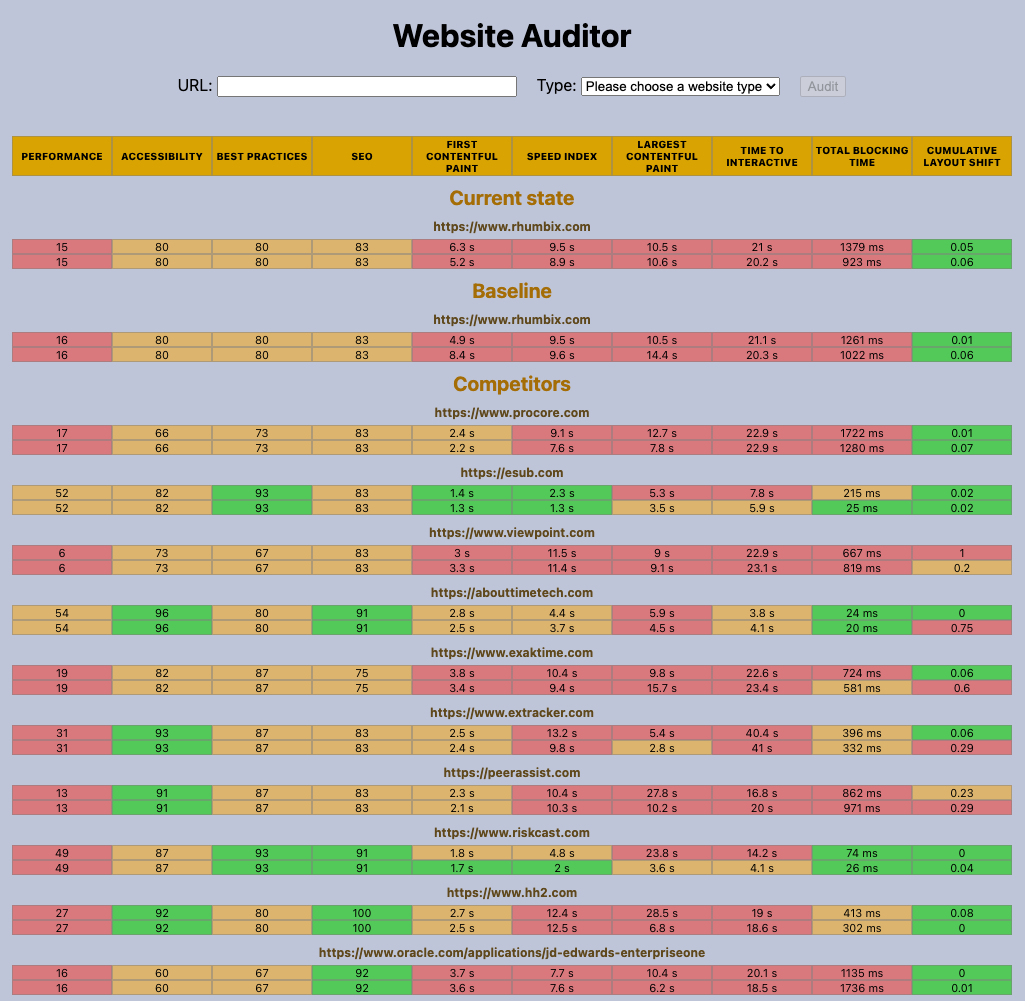 Website Auditor
URL: Type: Please choose a website type Audit
PERFORMANCE ACCESSIBILITY BEST PRACTICES SEO FIRST CONTENTFUL PAINT SPEED INDEX LARGEST CONTENTFUL PAINT TIME TO INTERACTIVE TOTAL BLOCKING TIME CUMULATIVE LAYOUT SHIFT
Current state
https://www.rhumbix.com
15 80 80 83 6.3 s 9.5 s 10.5 s 21 s 1379 ms 0.05
15 80 80 83 5.2 s 8.9 s 10.6 s 20.2 s 923 ms 0.06
Baseline
https://www.rhumbix.com
16 80 80 83 4.9 s 9.5 s 10.5 s 21.1 s 1261 ms 0.01
16 80 80 83 8.4 s 9.6 s 14.4 s 20.3 s 1022 ms 0.06
Competitors
https://www.procore.com
17 66 73 83 2.4 s 9.1 s 12.7 s 22.9 s 1722 ms 0.01
17 66 73 83 2.2 s 7.6 s 7.8 s 22.9 s 1280 ms 0.07
https://esub.com
52 82 93 83 1.4 s 2.3 s 5.3 s 7.8 s 215 ms 0.02
52 82 93 83 1.3 s 1.3 s 3.5 s 5.9 s 25 ms 0.02
https://www.viewpoint.com
6 73 67 83 3 s 11.5 s 9 s 22.9 s 667 ms 1
6 73 67 83 3.3 s 11.4 s 9.1 s 23.1 s 819 ms 0.2
https://abouttimetech.com
54 96 80 91 2.8 s 4.4 s 5.9 s 3.8 s 24 ms 0
54 96 80 91 2.5 s 3.7 s 4.5 s 4.1 s 20 ms 0.75
https://www.exaktime.com
19 82 87 75 3.8 s 10.4 s 9.8 s 22.6 s 724 ms 0.06
19 82 87 75 3.4 s 9.4 s 15.7 s 23.4 s 581 ms 0.6
https://www.extracker.com
31 93 87 83 2.5 s 13.2 s 5.4 s 40.4 s 396 ms 0.06
31 93 87 83 2.4 s 9.8 s 2.8 s 41 s 332 ms 0.29
https://peerassist.com
13 91 87 83 2.3 s 10.4 s 27.8 s 16.8 s 862 ms 0.23
13 91 87 83 2.1 s 10.3 s 10.2 s 20 s 971 ms 0.29
https://www.riskcast.com
49 87 93 91 1.8 s 4.8 s 23.8 s 14.2 s 74 ms 0
49 87 93 91 1.7 s 2 s 3.6 s 4.1 s 26 ms 0.04
https://www.hh2.com
27 92 80 100 2.7 s 12.4 s 28.5 s 19 s 413 ms 0.08
27 92 80 100 2.5 s 12.5 s 6.8 s 18.6 s 302 ms 0
https://www.oracle.com/applications/jd-edwards-enterpriseone
16 60 67 92 3.7 s 7.7 s 10.4 s 20.1 s 1135 ms 0
16 60 67 92 3.6 s 7.6 s 6.2 s 18.5 s 1736 ms 0.01